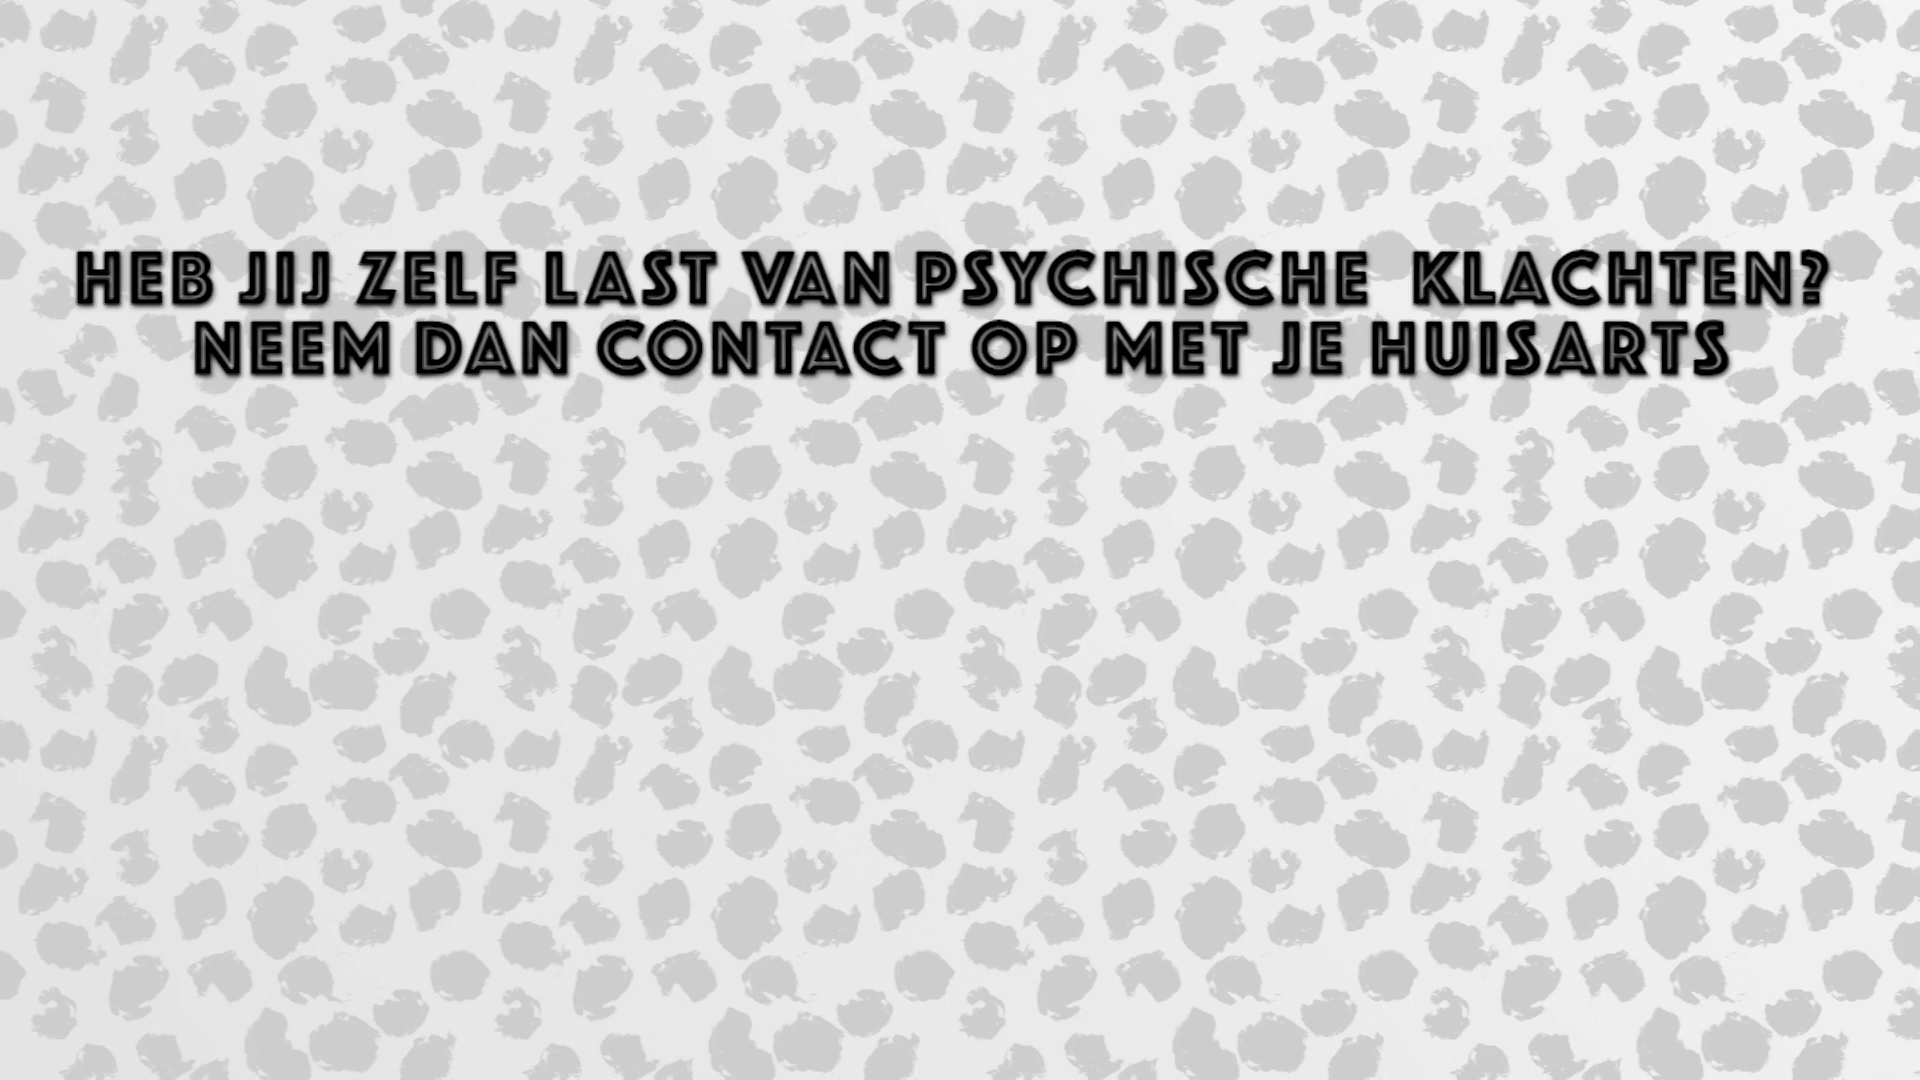 HEB JIJ ZELF LAST VAN PSYCHISCHE KLACHTEN?
NEEM DAN CONTACT OP MET JE HUISARTS